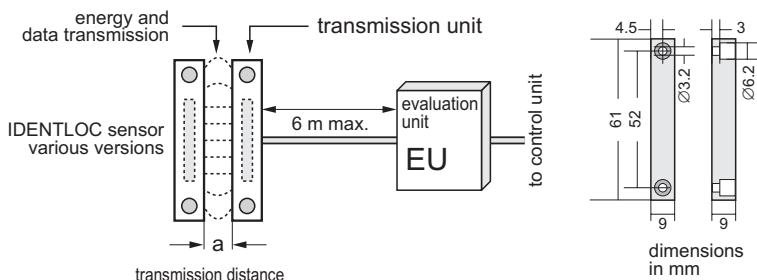 energy and
data transmission
transmission unit
IDENTLOC sensor
various versions
6 m max.
evaluation
unit
EU
to control unit
a
transmission distance
4.5
3
61
52
Ø3.2
Ø6.2
9
9
dimensions
in mm